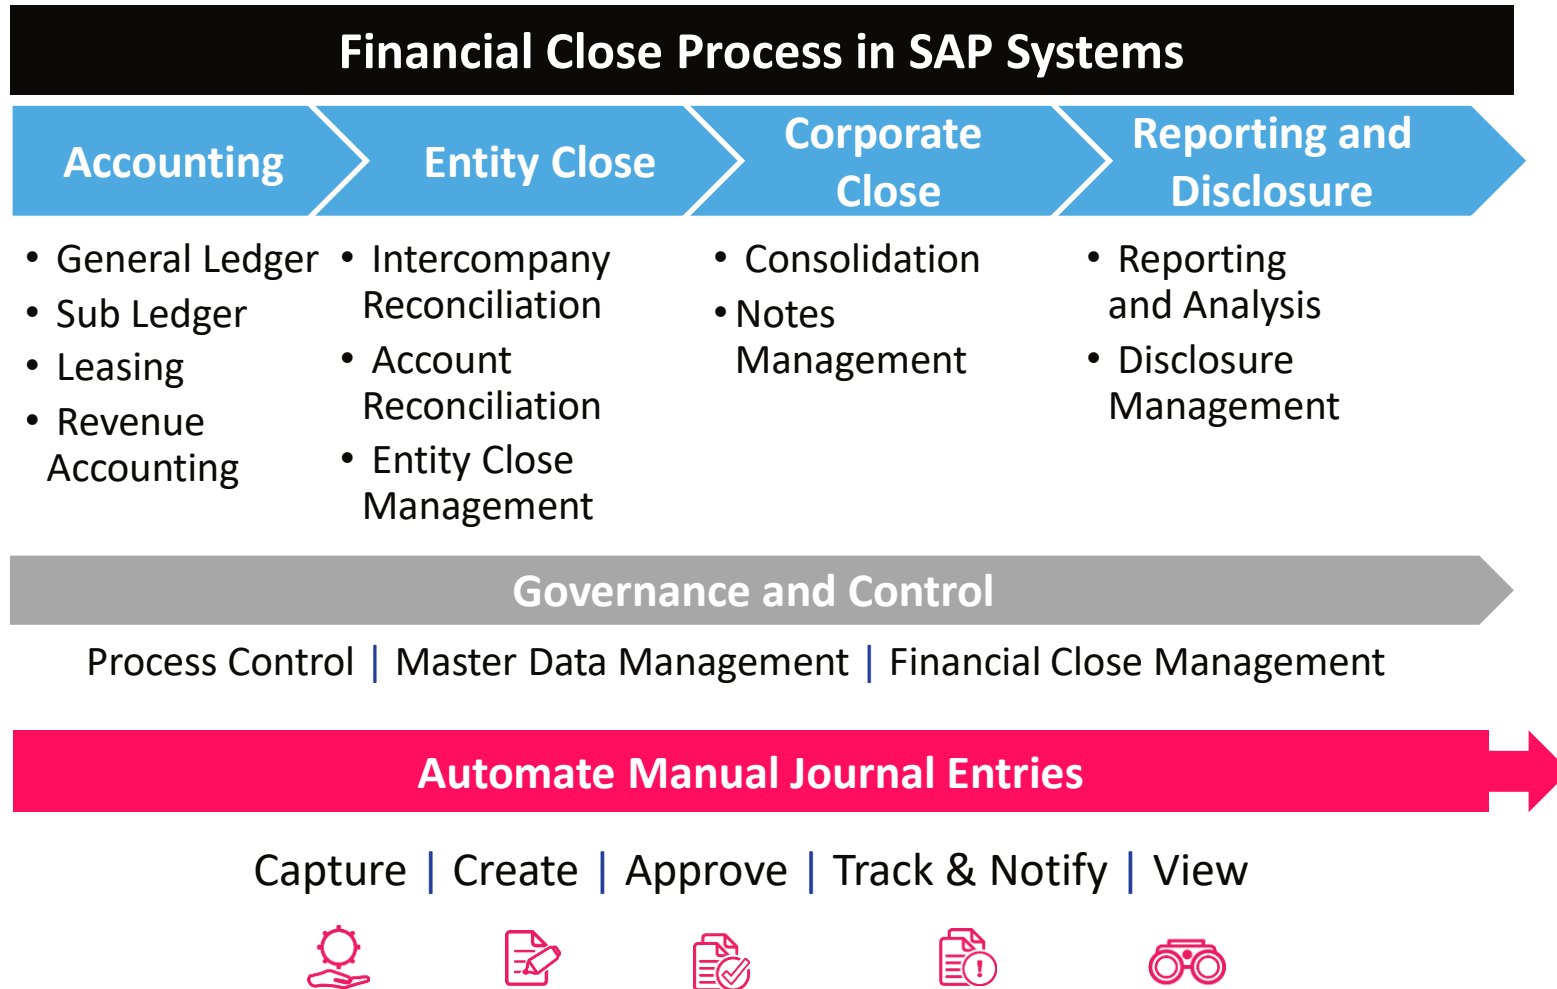 Financial Close Process in SAP Systems
Accounting
Entity Close
Corporate
Close
Reporting and
Disclosure
• General Ledger
• Sub Ledger
• Leasing
• Revenue
Accounting
• Intercompany
Reconciliation
• Account
Reconciliation
• Entity Close
Management
• Consolidation
• Notes
Management
• Reporting
and Analysis
• Disclosure
Management
Governance and Control
Process Control | Master Data Management | Financial Close Management
Automate Manual Journal Entries
Capture | Create | Approve | Track & Notify | View